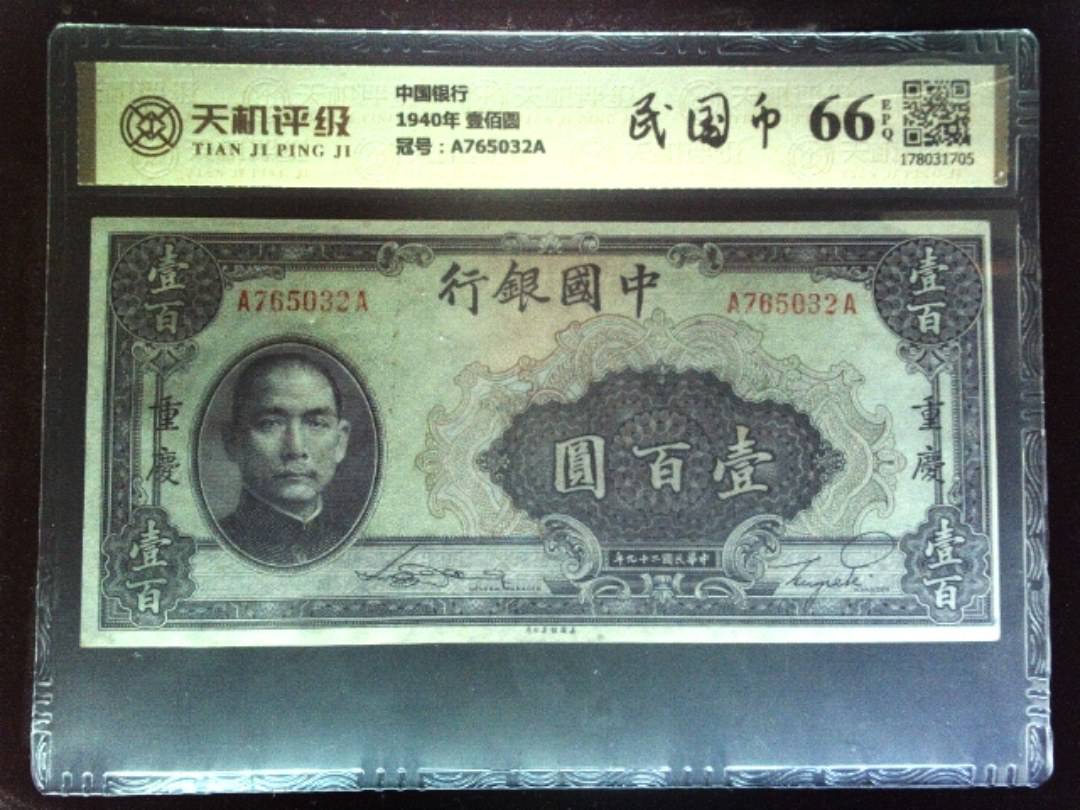 天机评级
TIAN JI PING JI
中国银行
1940年 壹佰圆
冠号：A765032A
民国币
66
EPQ
178031705
壹百
行銀國中
壹百
A765032A
A765032A
重慶
重慶
圓百壹
壹百
年九十二國民華中
壹百